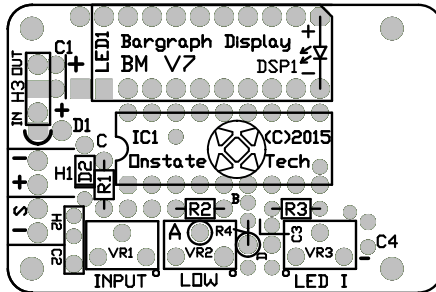 LED1
Bargraph Display
+
BM V7
DSP1
-
C1
+
H3
OUT
IN
+
D1
IC1
(C)2015
Onstate
Tech
C
-
+
H1
D2
R1
S
-
H2
C2
R2
B
R3
A
R4
C3
D
VR1
VR2
VR3
C4
-
INPUT
LOW
LED I